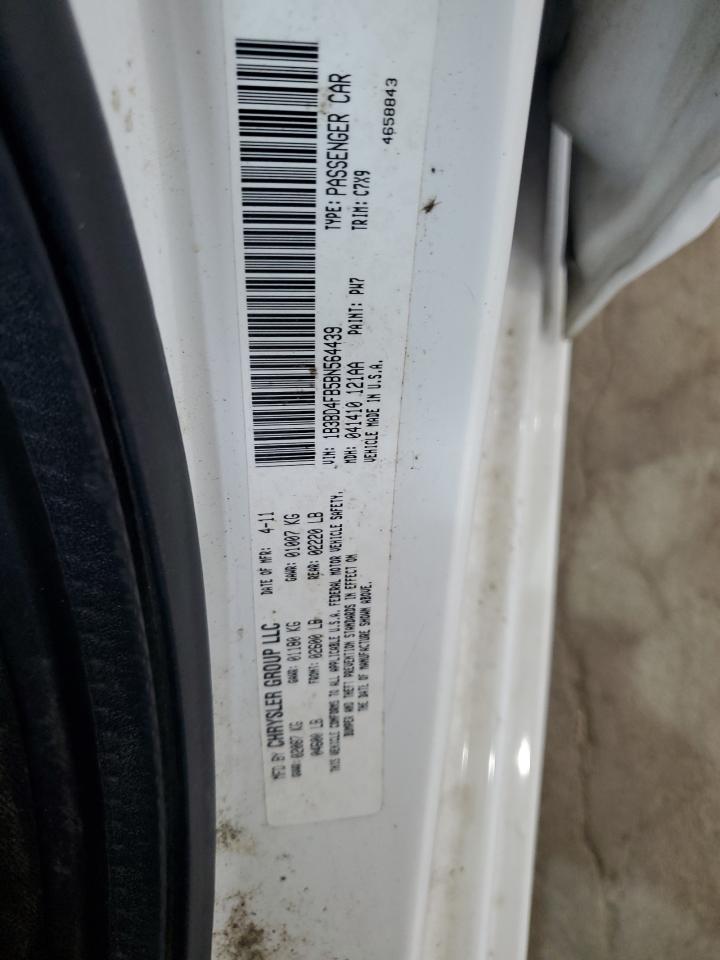 MFD BY CHRYSLER GROUP LLC DATE OF MFR: 4-11
GVWR: 02087 KG GAWR: 01180 KG GAWR: 01007 KG
04600 LB FRONT: 02600 LB REAR: 02220 LB
THIS VEHICLE CONFORMS TO ALL APPLICABLE U.S.A. FEDERAL MOTOR VEHICLE SAFETY,
BUMPER AND THEFT PREVENTION STANDARDS IN EFFECT ON
THE DATE OF MANUFACTURE SHOWN ABOVE.
VIN: 1B3BD4FB5BN564439 TYPE: PASSENGER CAR
MDH: 041410 121AA PAINT: PW7 TRIM: C7X9
VEHICLE MADE IN U.S.A.
4658843